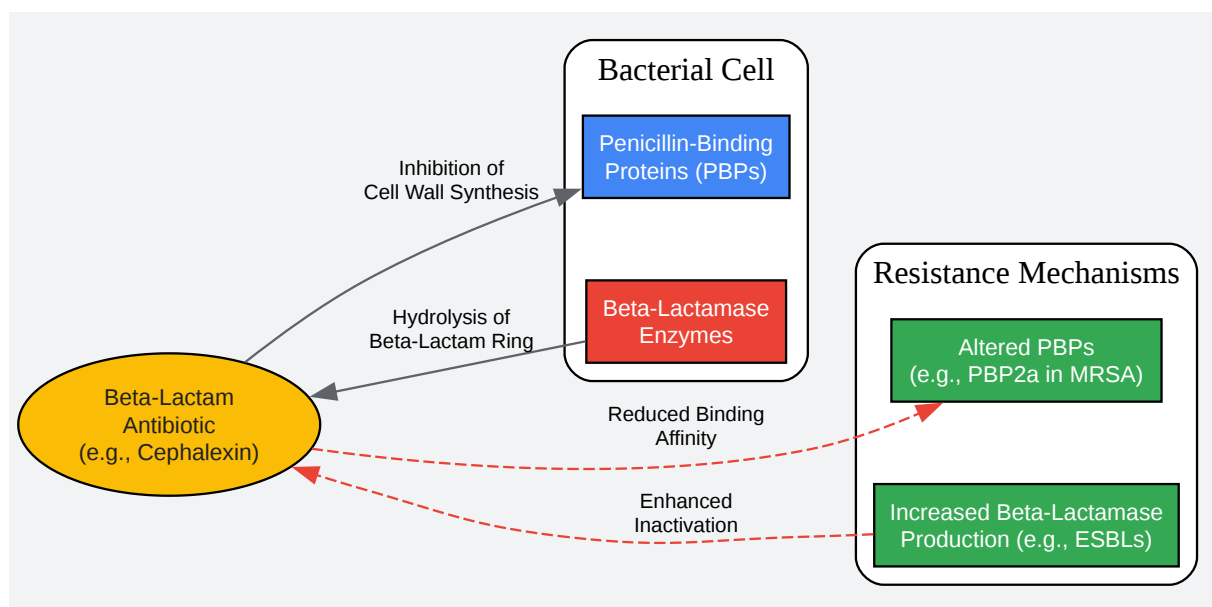 Bacterial Cell
Penicillin-Binding
Proteins (PBPs)
Inhibition of
Cell Wall Synthesis
Resistance Mechanisms
Beta-Lactamase
Enzymes
Hydrolysis of
Beta-Lactam Ring
Altered PBPs
(e.g., PBP2a in MRSA)
Beta-Lactam
Antibiotic
(e.g., Cephalexin)
Reduced Binding
Affinity
Enhanced
Inactivation
Increased Beta-Lactamase
Production (e.g., ESBLs)